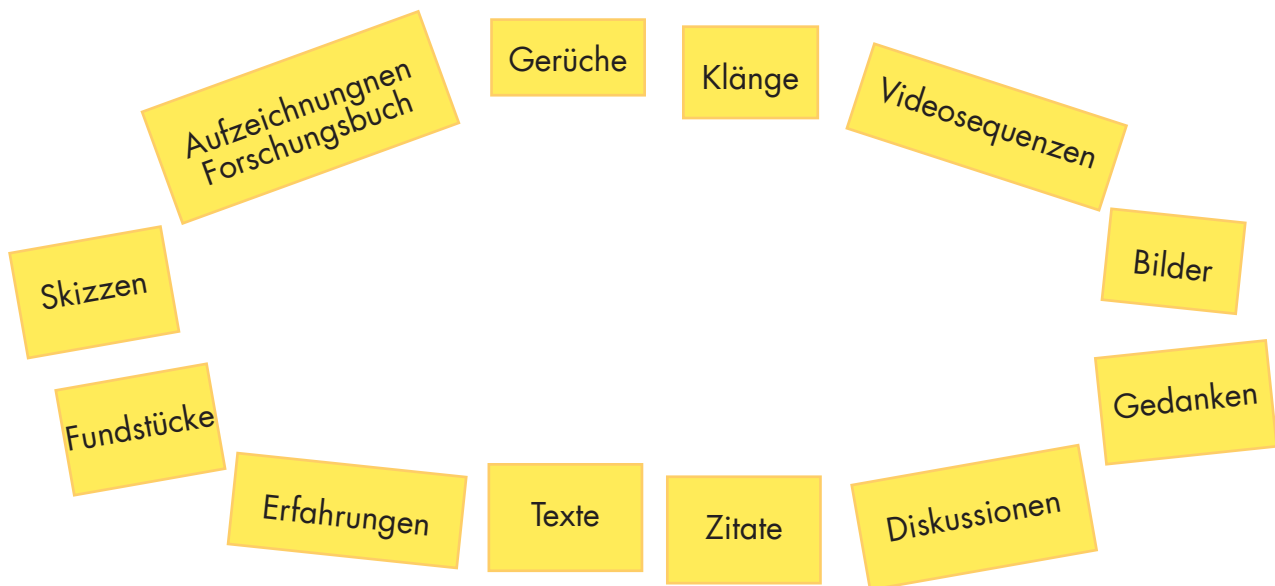 Aufzeichnungnen
Forschungsbuch
Gerüche
Klänge
Videosequenzen
Bilder
Skizzen
Gedanken
Fundstücke
Erfahrungen
Texte
Zitate
Diskussionen